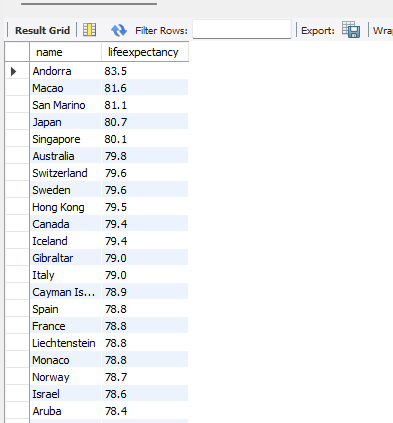 Result Grid Filter Rows: Export: Wrap
name lifeexpectancy
Andorra 83.5
Macao 81.6
San Marino 81.1
Japan 80.7
Singapore 80.1
Australia 79.8
Switzerland 79.6
Sweden 79.6
Hong Kong 79.5
Canada 79.4
Iceland 79.4
Gibraltar 79.0
Italy 79.0
Cayman Is... 78.9
Spain 78.8
France 78.8
Liechtenstein 78.8
Monaco 78.8
Norway 78.7
Israel 78.6
Aruba 78.4